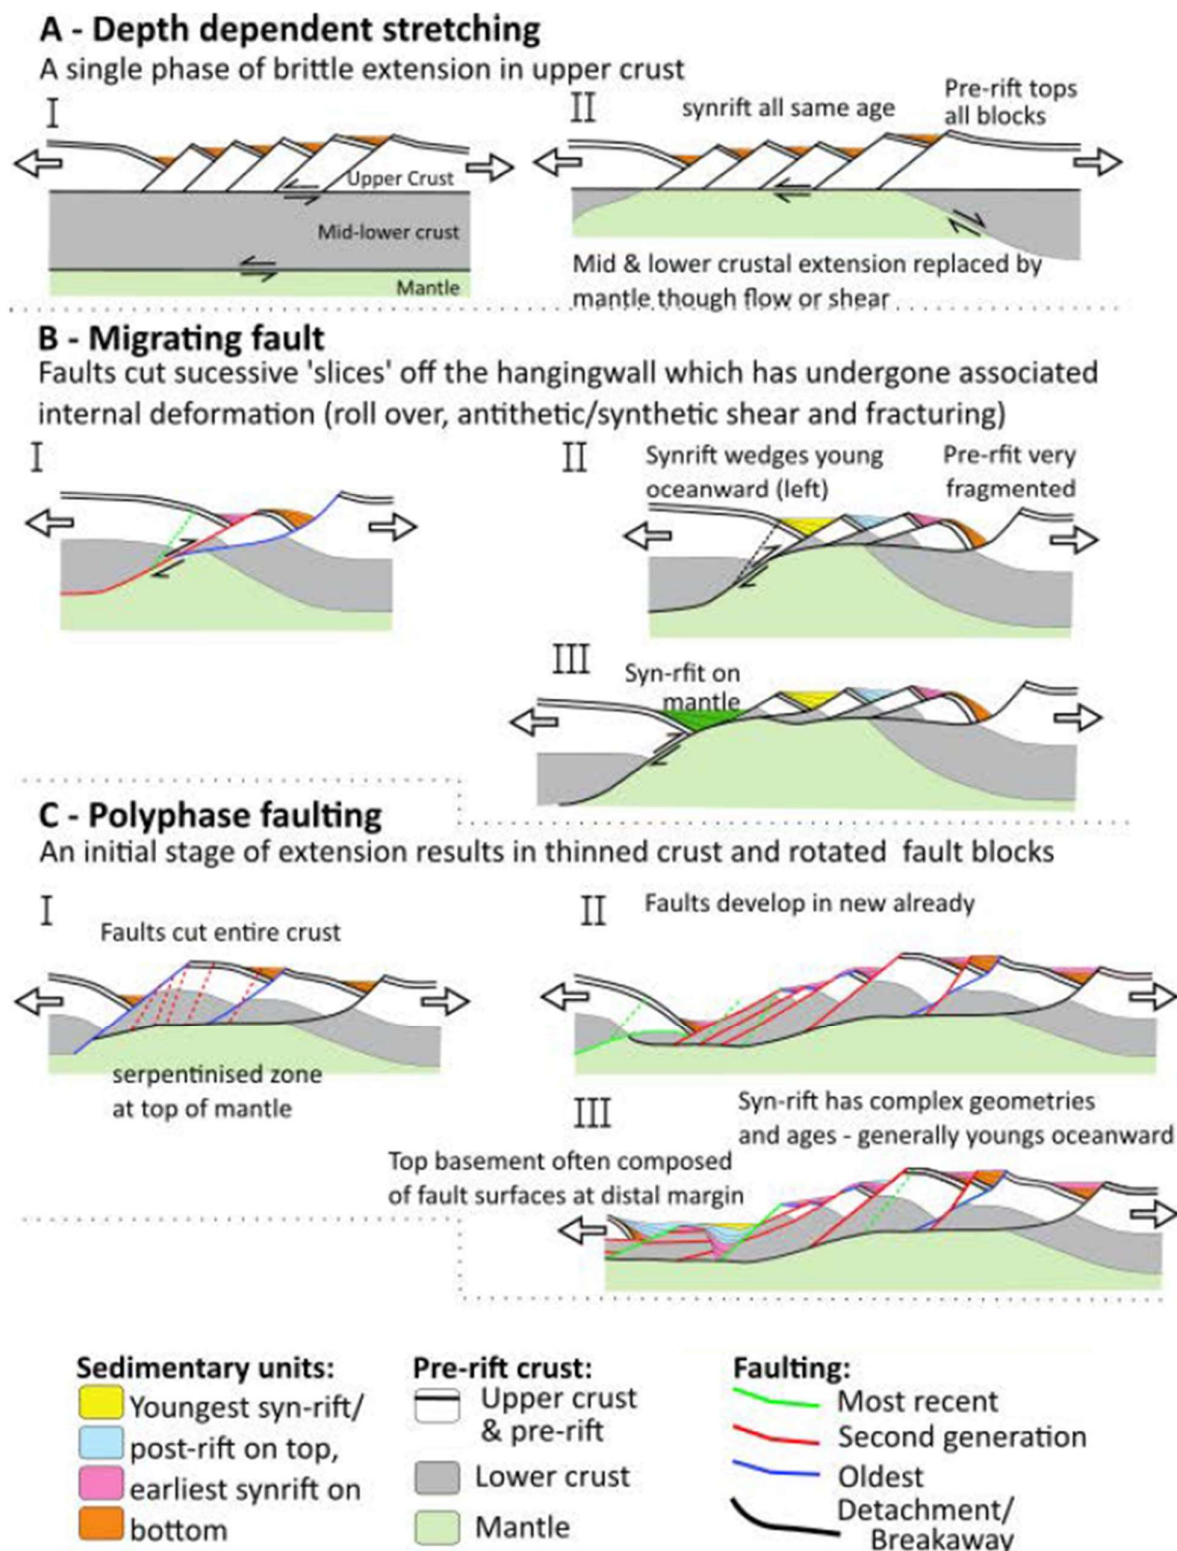 A - Depth dependent stretching
A single phase of brittle extension in upper crust
I
Upper Crust
Mid-lower crust
Mantle
II
synrift all same age
Pre-rift tops
all blocks
Mid & lower crustal extension replaced by
mantle though flow or shear
B - Migrating fault
Faults cut sucessive 'slices' off the hangingwall which has undergone associated
internal deformation (roll over, antithetic/synthetic shear and fracturing)
I
II
Synrift wedges young
oceanward (left)
Pre-rfit very
fragmented
III
Syn-rfit on
mantle
C - Polyphase faulting
An initial stage of extension results in thinned crust and rotated fault blocks
I
Faults cut entire crust
serpentinised zone
at top of mantle
II
Faults develop in new already
III
Syn-rift has complex geometries
and ages - generally youngs oceanward
Top basement often composed
of fault surfaces at distal margin
Sedimentary units:
Youngest syn-rift/
post-rift on top,
earliest synrift on
bottom
Pre-rift crust:
Upper crust
& pre-rift
Lower crust
Mantle
Faulting:
Most recent
Second generation
Oldest
Detachment/
Breakaway